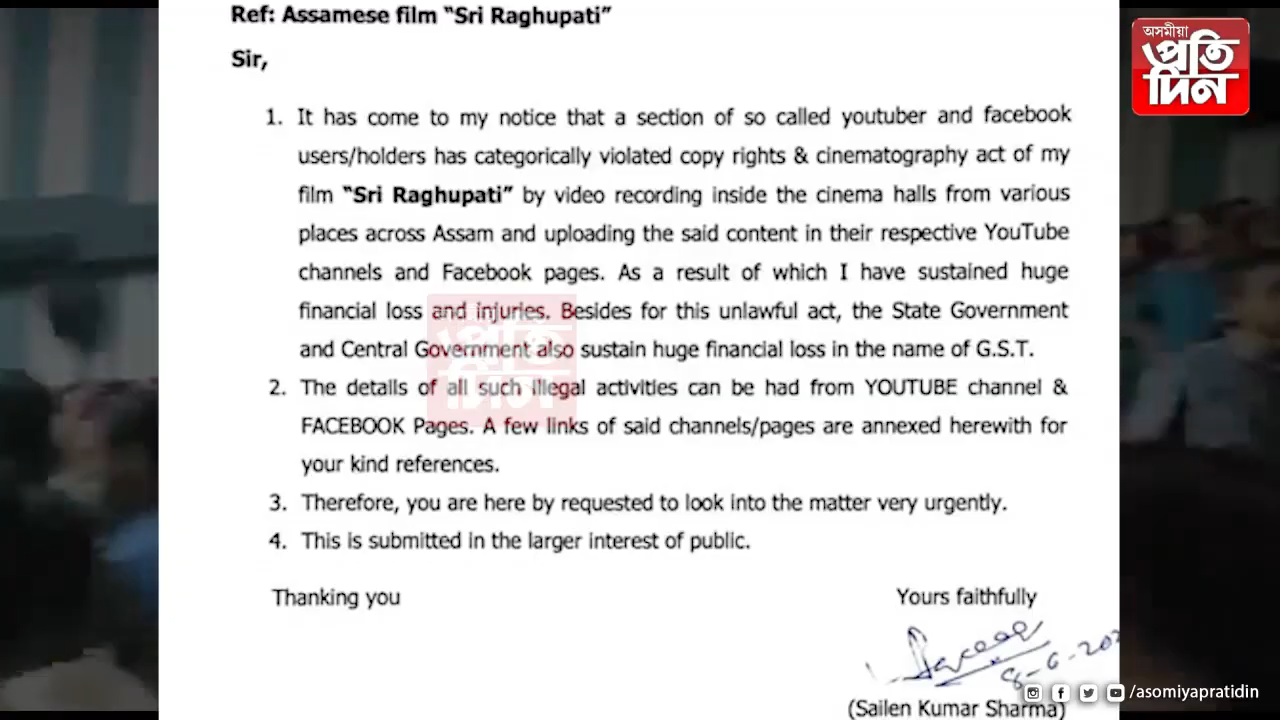 Ref: Assamese film “Sri Raghupati”
অসমীয়া
প্ৰতি
দিন
Sir,
1. It has come to my notice that a section of so called youtuber and facebook
users/holders has categorically violated copy rights & cinematography act of my
film “Sri Raghupati” by video recording inside the cinema halls from various
places across Assam and uploading the said content in their respective YouTube
channels and Facebook pages. As a result of which I have sustained huge
financial loss and injuries. Besides for this unlawful act, the State Government
and Central Government also sustain huge financial loss in the name of G.S.T.
2. The details of all such illegal activities can be had from YOUTUBE channel &
FACEBOOK Pages. A few links of said channels/pages are annexed herewith for
your kind references.
3. Therefore, you are here by requested to look into the matter very urgently.
4. This is submitted in the larger interest of public.
প্ৰতি
দিন
Thanking you
Yours faithfully
8-6-202
/asomiyapratidin
(Sailen Kumar Sharma)